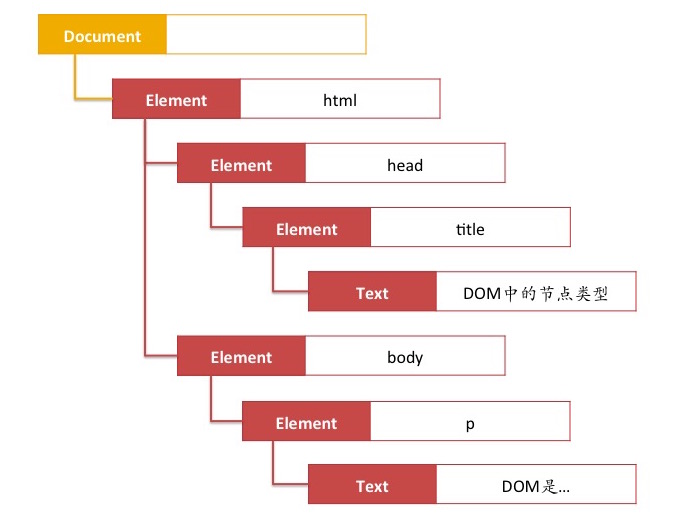 Document
Element html
Element head
Element title
Text DOM中的节点类型
Element body
Element p
Text DOM是…